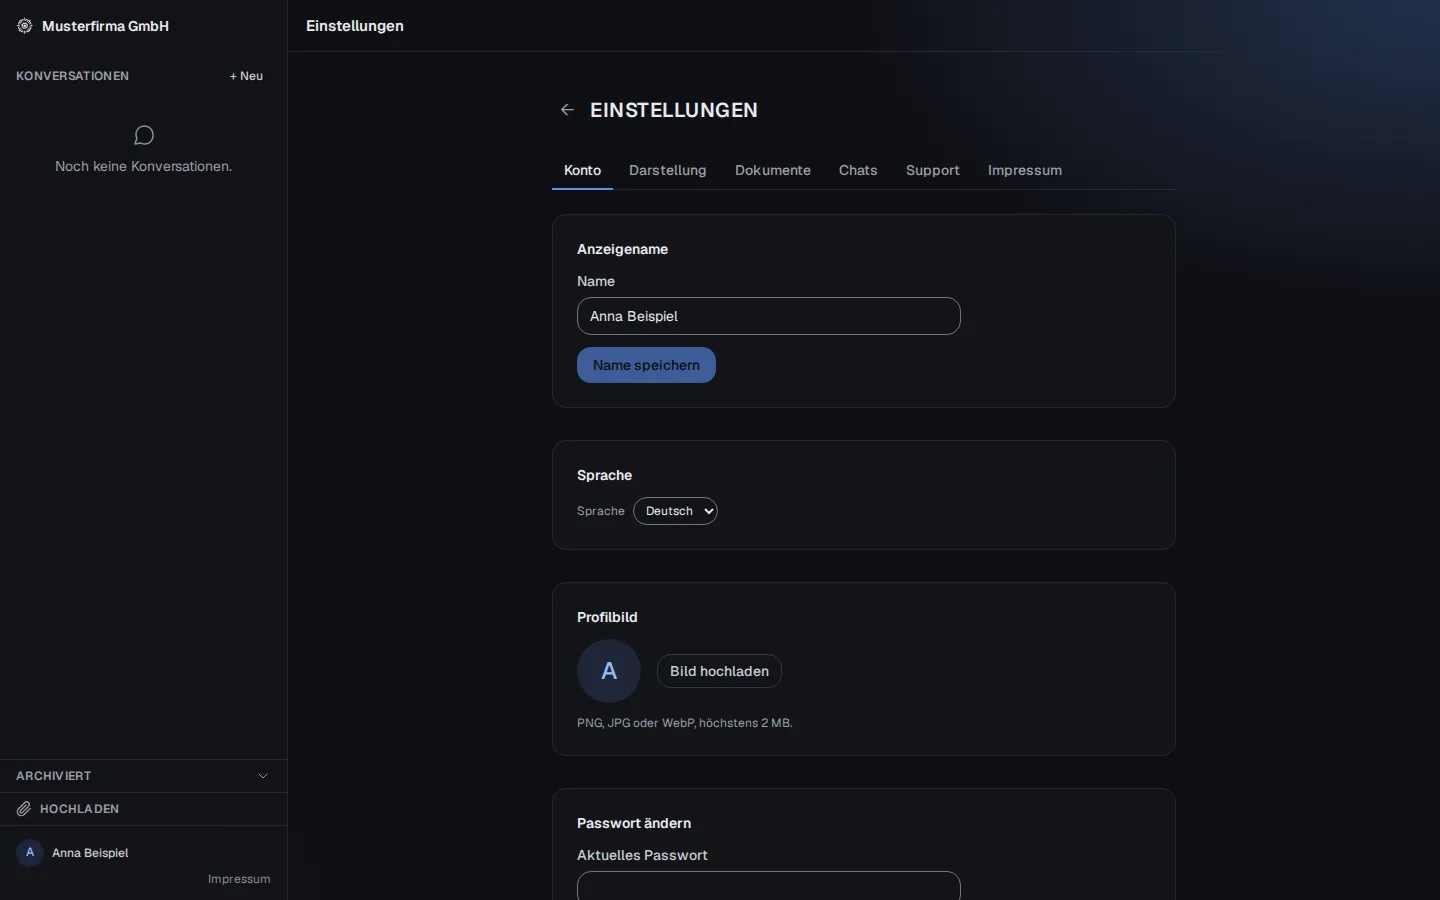 Musterfirma GmbH
Einstellungen
KONVERSATIONEN
+ Neu
Noch keine Konversationen.
ARCHIVIERT
HOCHLADEN
A
Anna Beispiel
Impressum
EINSTELLUNGEN
Konto Darstellung Dokumente Chats Support Impressum
Anzeigename
Name
Anna Beispiel
Name speichern
Sprache
Sprache Deutsch
Profilbild
A
Bild hochladen
PNG, JPG oder WebP, höchstens 2 MB.
Passwort ändern
Aktuelles Passwort